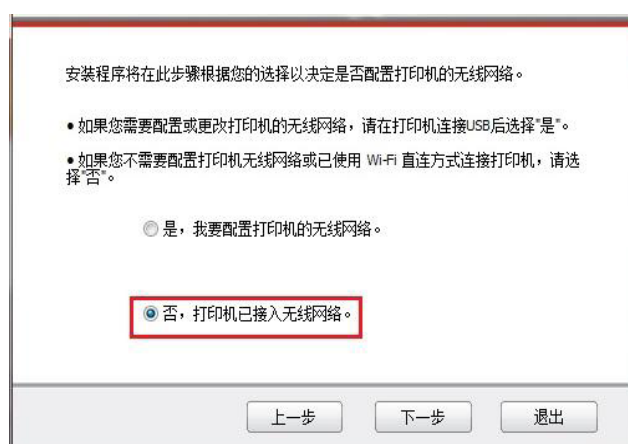 安装程序将在此步骤根据您的选择以决定是否配置打印机的无线网络。
• 如果您需要配置或更改打印机的无线网络，请在打印机连接USB后选择"是"。
• 如果您不需要配置打印机无线网络或已使用 Wi-Fi 直连方式连接打印机，请选
择"否"。
是，我要配置打印机的无线网络。
否，打印机已接入无线网络。
上一步 下一步 退出